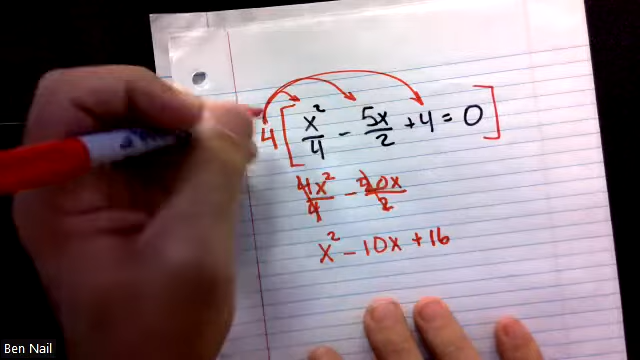 4[x²/4 - 5x/2 + 4 = 0]
4x²/4 - 20x/2
x² - 10x + 16
Ben Nail